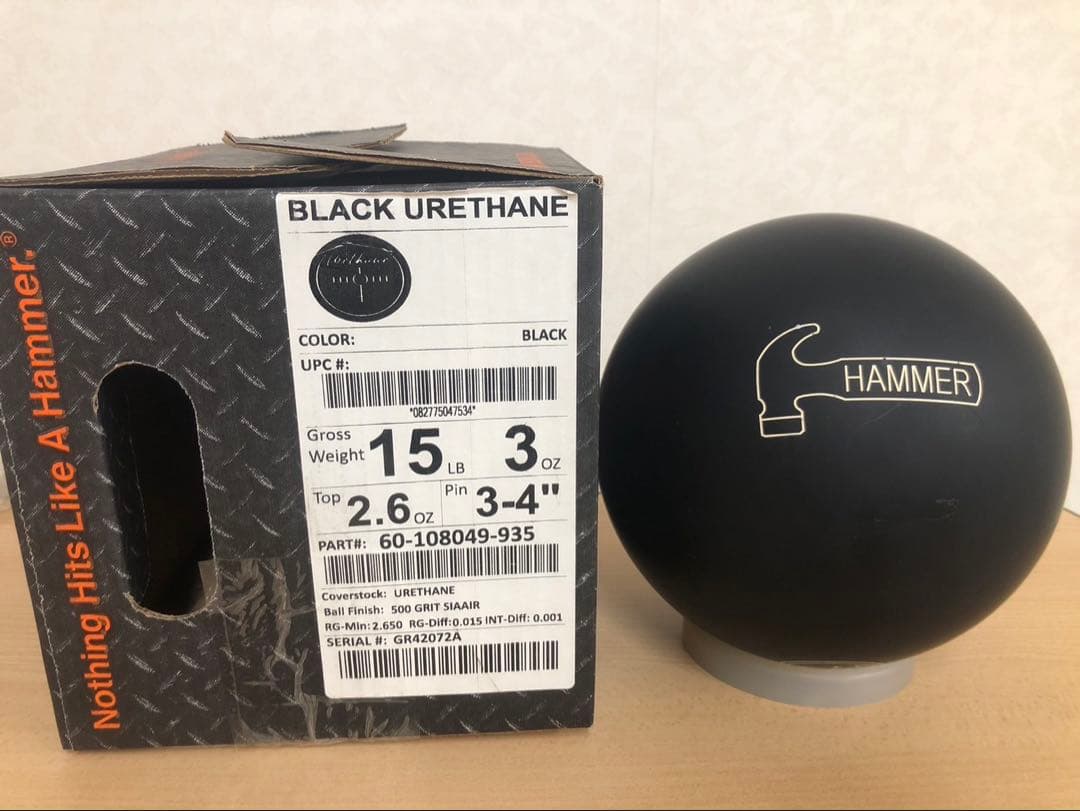 Nothing Hits Like A Hammer.®
BLACK URETHANE
Urethane
COLOR: BLACK
UPC #:
*082775047534*
Gross Weight 15 LB 3 OZ
Top 2.6 OZ Pin 3-4"
PART#: 60-108049-935
Coverstock: URETHANE
Ball Finish: 500 GRIT SIAAIR
RG-Min: 2.650 RG-Diff:0.015 INT-Diff: 0.001
SERIAL #: GR42072A
HAMMER